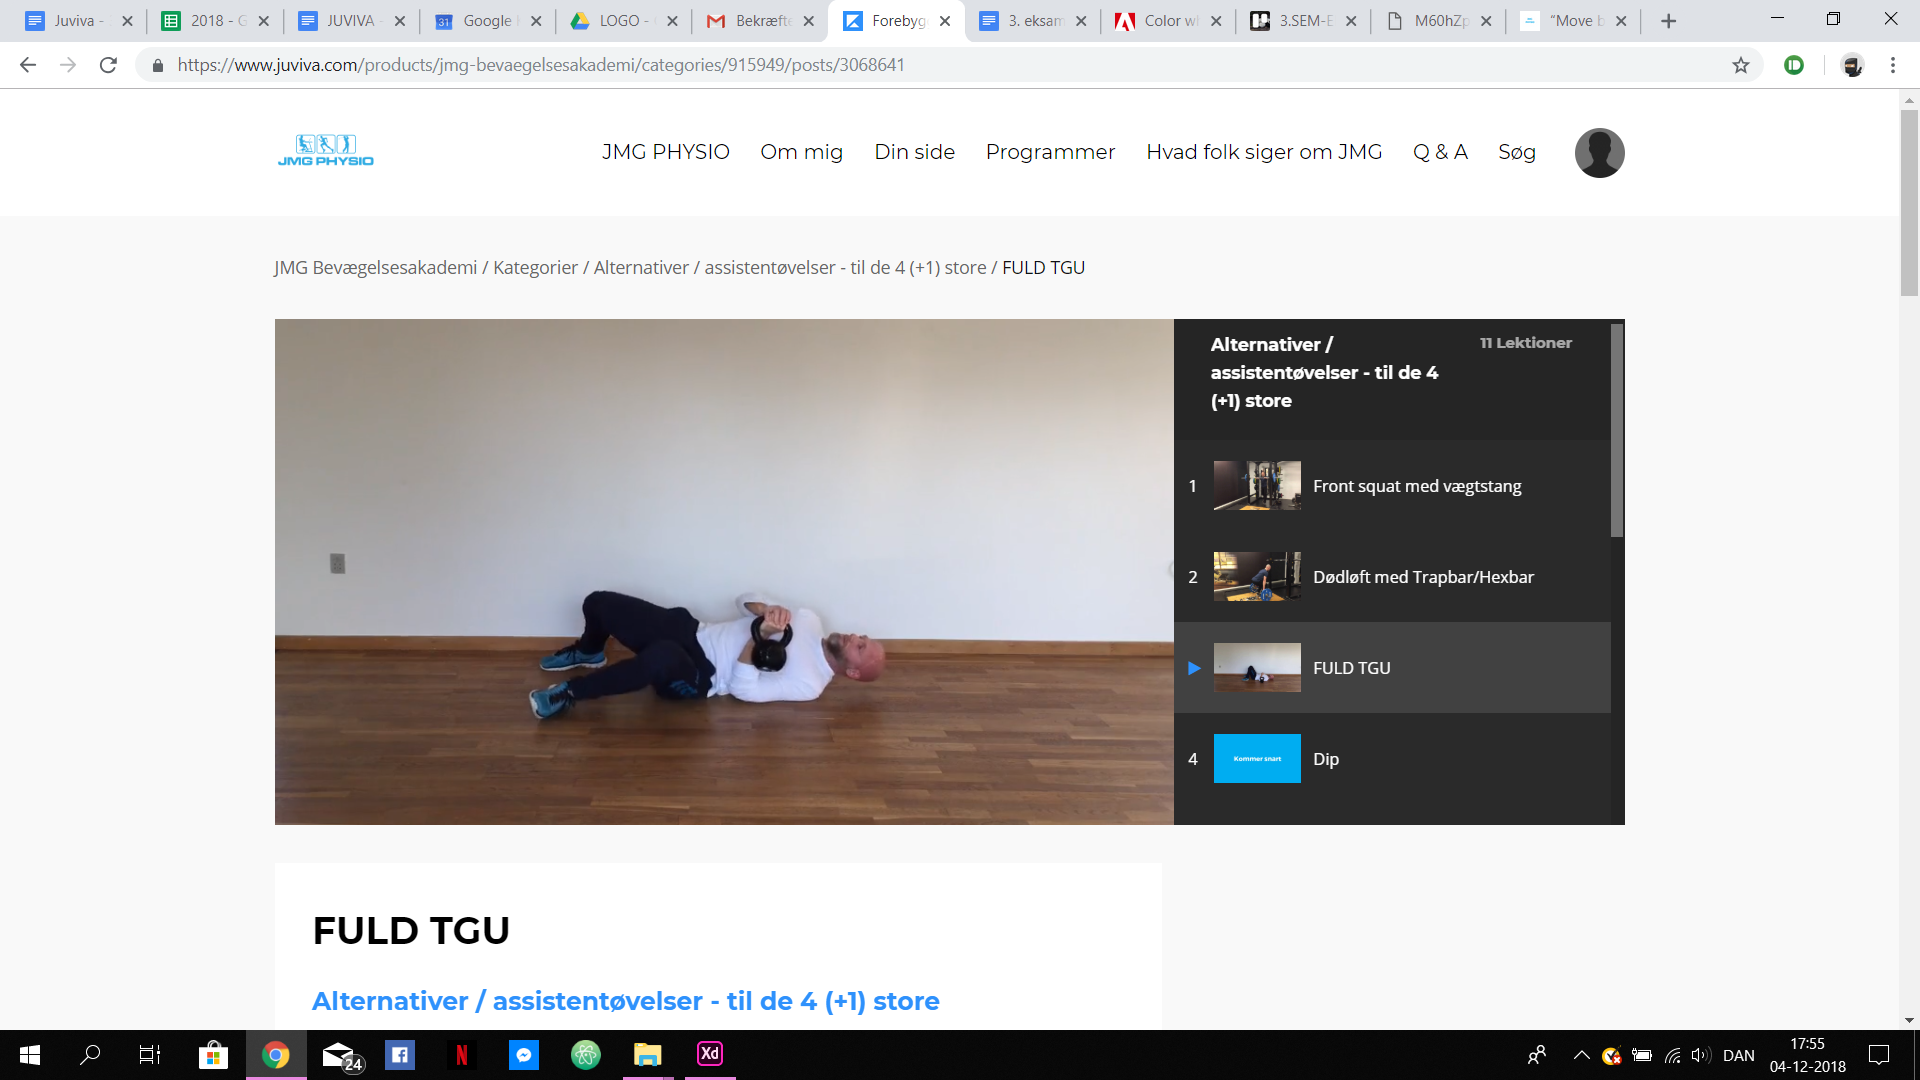 Juviva -
2018 - G
JUVIVA -
31
Google
LOGO -
Bekræfte
Forebyg
3. eksam
Color w
3.SEM-E
M60hZp
“Move b
https://www.juviva.com/products/jmg-bevaegelsesakademi/categories/915949/posts/3068641
JMG PHYSIO
JMG PHYSIO
Om mig
Din side
Programmer
Hvad folk siger om JMG
Q & A
Søg
JMG Bevægelsesakademi / Kategorier / Alternativer / assistentøvelser - til de 4 (+1) store / FULD TGU
Alternativer /
assistentøvelser - til de 4
(+1) store
11 Lektioner
1
Front squat med vægtstang
2
Dødløft med Trapbar/Hexbar
FULD TGU
4
Kommer snart
Dip
FULD TGU
Alternativer / assistentøvelser - til de 4 (+1) store
24
N
Xd
DAN
17:55
04-12-2018